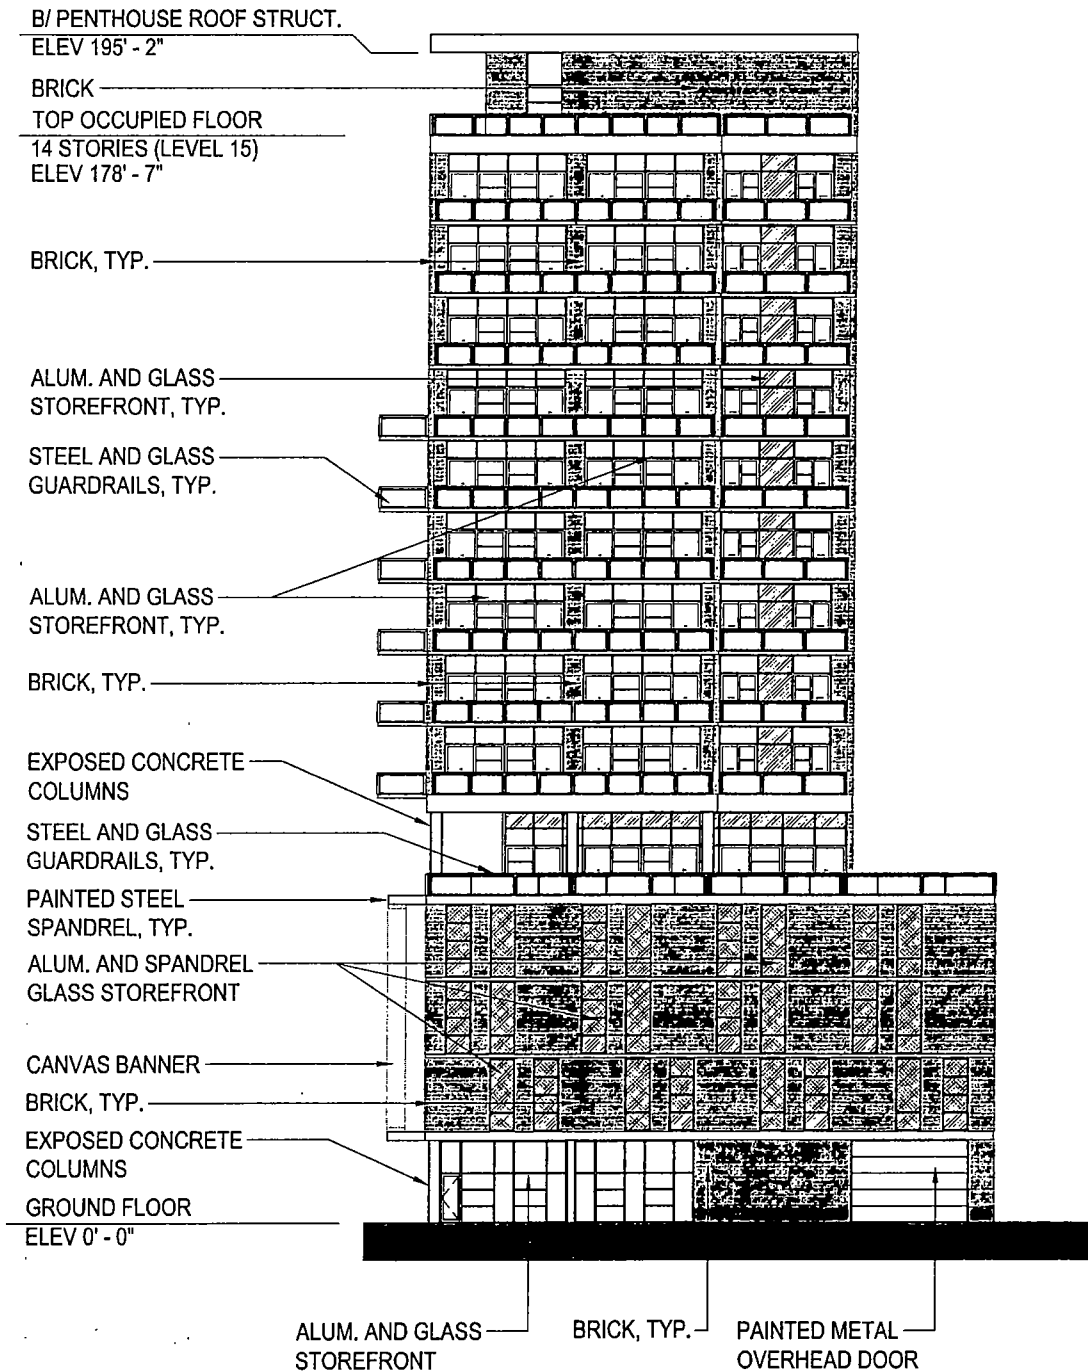 B/ PENTHOUSE ROOF STRUCT.
ELEV 195' - 2"
BRICK
TOP OCCUPIED FLOOR
14 STORIES (LEVEL 15)
ELEV 178' - 7"
BRICK, TYP.
ALUM. AND GLASS
STOREFRONT, TYP.
STEEL AND GLASS
GUARDRAILS, TYP.
ALUM. AND GLASS
STOREFRONT, TYP.
BRICK, TYP.
EXPOSED CONCRETE
COLUMNS
STEEL AND GLASS
GUARDRAILS, TYP.
PAINTED STEEL
SPANDREL, TYP.
ALUM. AND SPANDREL
GLASS STOREFRONT
CANVAS BANNER
BRICK, TYP.
EXPOSED CONCRETE
COLUMNS
GROUND FLOOR
ELEV 0' - 0"
ALUM. AND GLASS
STOREFRONT
BRICK, TYP.
PAINTED METAL
OVERHEAD DOOR